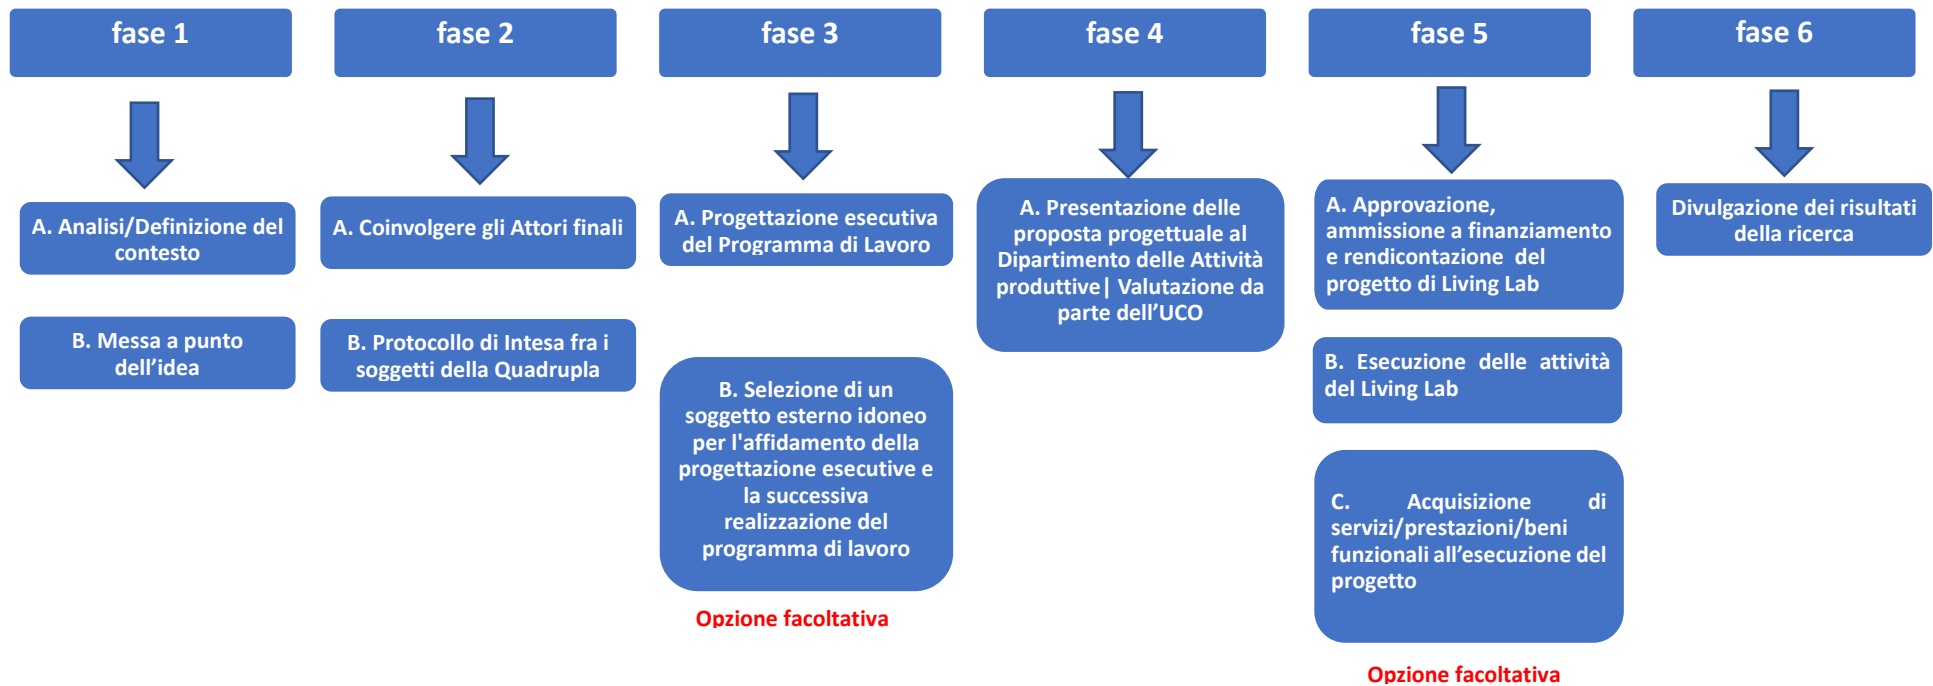 fase 1
A. Analisi/Definizione del
contesto
B. Messa a punto
dell’idea
fase 2
A. Coinvolgere gli Attori finali
B. Protocollo di Intesa fra i
soggetti della Quadrupla
fase 3
A. Progettazione esecutiva
del Programma di Lavoro
B. Selezione di un
soggetto esterno idoneo
per l'affidamento della
progettazione esecutive e
la successiva
realizzazione del
programma di lavoro
Opzione facoltativa
fase 4
A. Presentazione delle
proposta progettuale al
Dipartimento delle Attività
produttive| Valutazione da
parte dell’UCO
fase 5
A. Approvazione,
ammissione a finanziamento
e rendicontazione del
progetto di Living Lab
B. Esecuzione delle attività
del Living Lab
C. Acquisizione di
servizi/prestazioni/beni
funzionali all’esecuzione del
progetto
Opzione facoltativa
fase 6
Divulgazione dei risultati
della ricerca